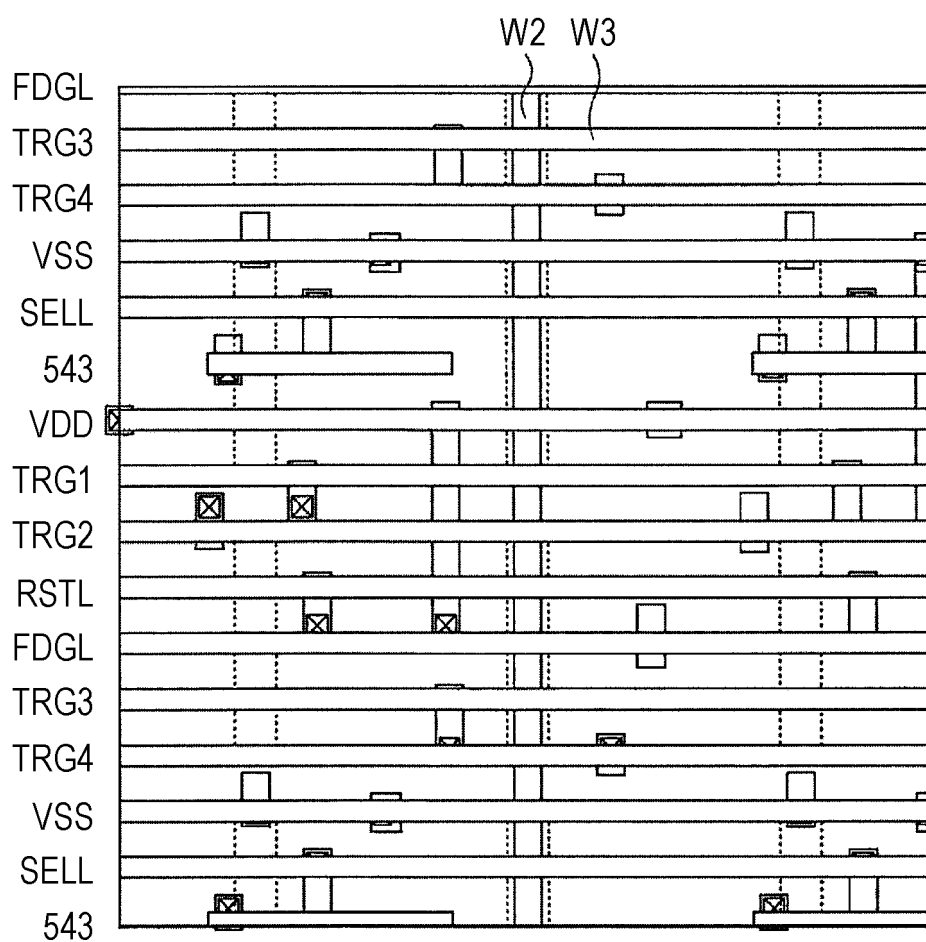 W2 W3
FDGL
TRG3
TRG4
VSS
SELL
543
VDD
TRG1
TRG2
RSTL
FDGL
TRG3
TRG4
VSS
SELL
543